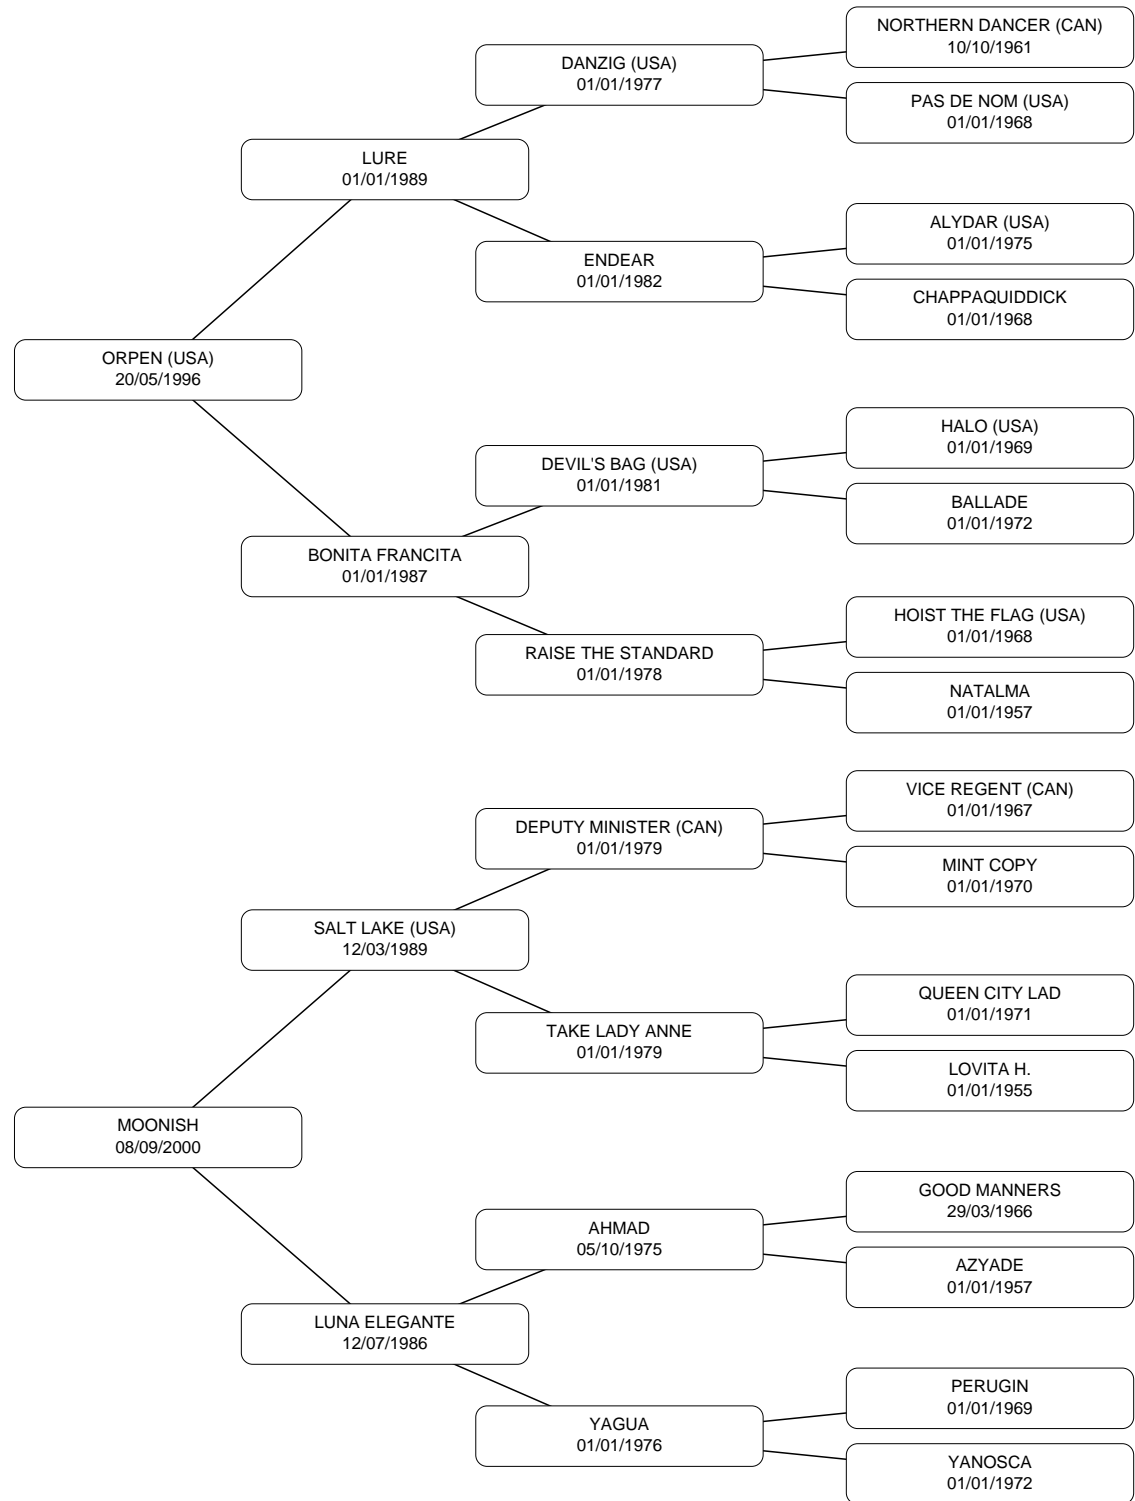 NORTHERN DANCER (CAN)
10/10/1961
DANZIG (USA)
01/01/1977
PAS DE NOM (USA)
01/01/1968
LURE
01/01/1989
ALYDAR (USA)
01/01/1975
ENDEAR
01/01/1982
CHAPPAQUIDDICK
01/01/1968
ORPEN (USA)
20/05/1996
HALO (USA)
01/01/1969
DEVIL'S BAG (USA)
01/01/1981
BALLADE
01/01/1972
BONITA FRANCITA
01/01/1987
HOIST THE FLAG (USA)
01/01/1968
RAISE THE STANDARD
01/01/1978
NATALMA
01/01/1957
VICE REGENT (CAN)
01/01/1967
DEPUTY MINISTER (CAN)
01/01/1979
MINT COPY
01/01/1970
SALT LAKE (USA)
12/03/1989
QUEEN CITY LAD
01/01/1971
TAKE LADY ANNE
01/01/1979
LOVITA H.
01/01/1955
MOONISH
08/09/2000
GOOD MANNERS
29/03/1966
AHMAD
05/10/1975
AZYADE
01/01/1957
LUNA ELEGANTE
12/07/1986
PERUGIN
01/01/1969
YAGUA
01/01/1976
YANOSCA
01/01/1972